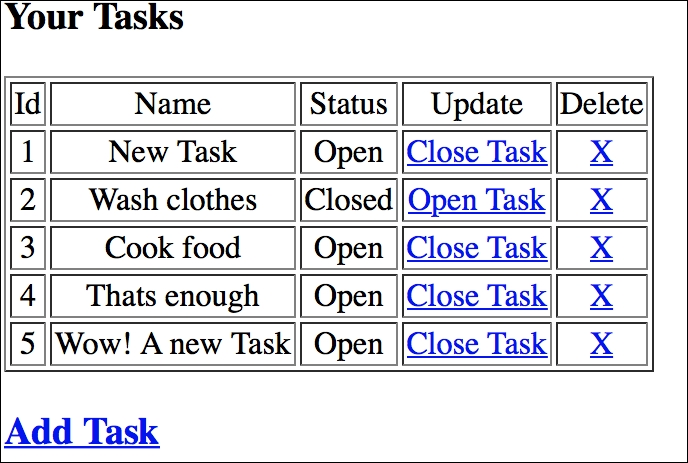 Your Tasks
Id Name Status Update Delete
1 New Task Open Close Task X
2 Wash clothes Closed Open Task X
3 Cook food Open Close Task X
4 Thats enough Open Close Task X
5 Wow! A new Task Open Close Task X
Add Task